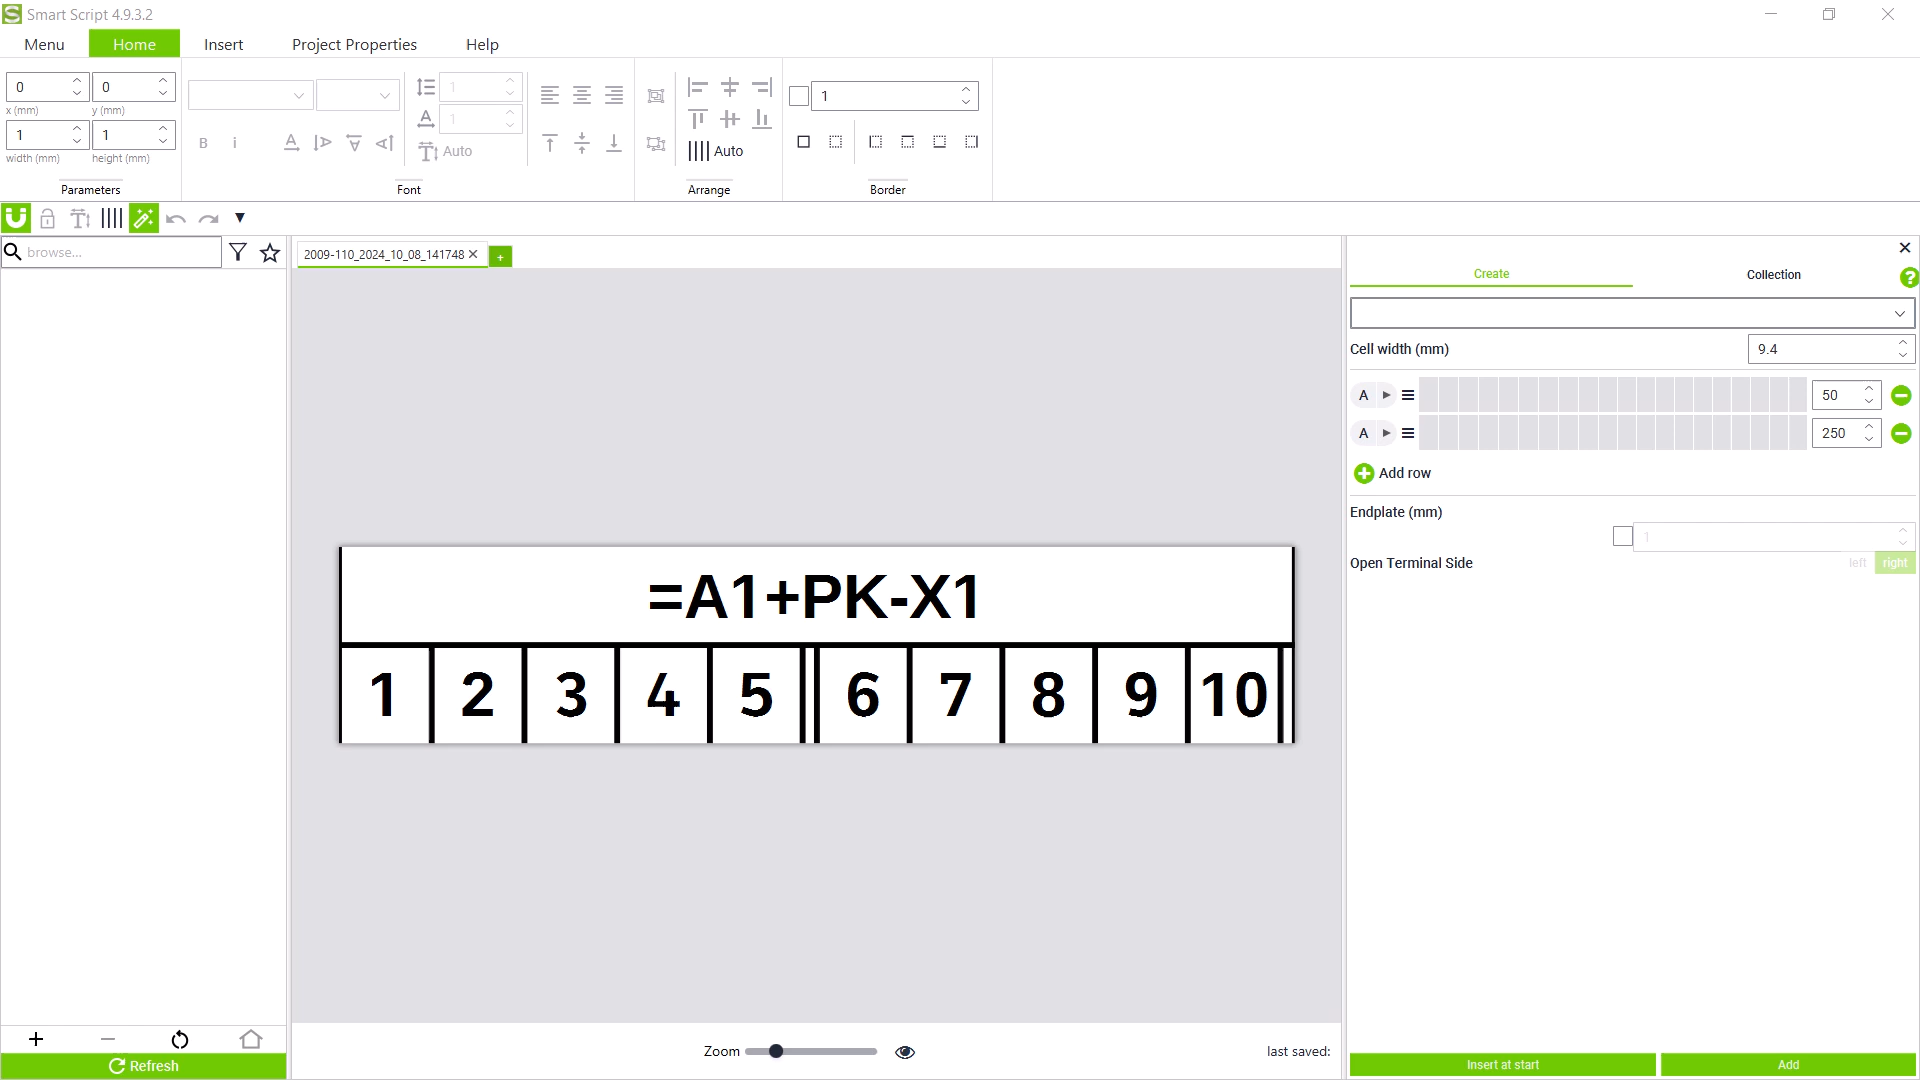 Smart Script 4.9.3.2
Menu Home Insert Project Properties Help
0 0
x (mm) y (mm)
1 1
width (mm) height (mm)
Parameters
B i A A A A
1
A 1
Auto
Font
Auto
Arrange
1
Border
browse...
2009-110_2024_10_08_141748
+
=A1+PK-X1
1 2 3 4 5 6 7 8 9 10
Zoom
last saved:
Refresh
Create Collection ?
Cell width (mm) 9.4
A 50
A 250
Add row
Endplate (mm)
1
Open Terminal Side left right
Insert at start Add